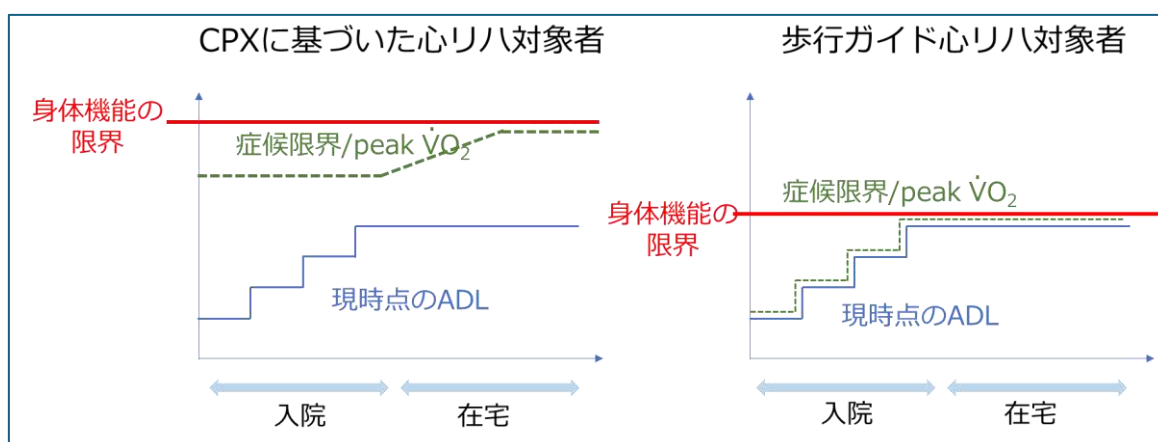 CPXに基づいた心リハ対象者
身体機能の
限界
症候限界/peak V̇O₂
現時点のADL
入院
在宅
歩行ガイド心リハ対象者
症候限界/peak V̇O₂
身体機能の
限界
現時点のADL
入院
在宅